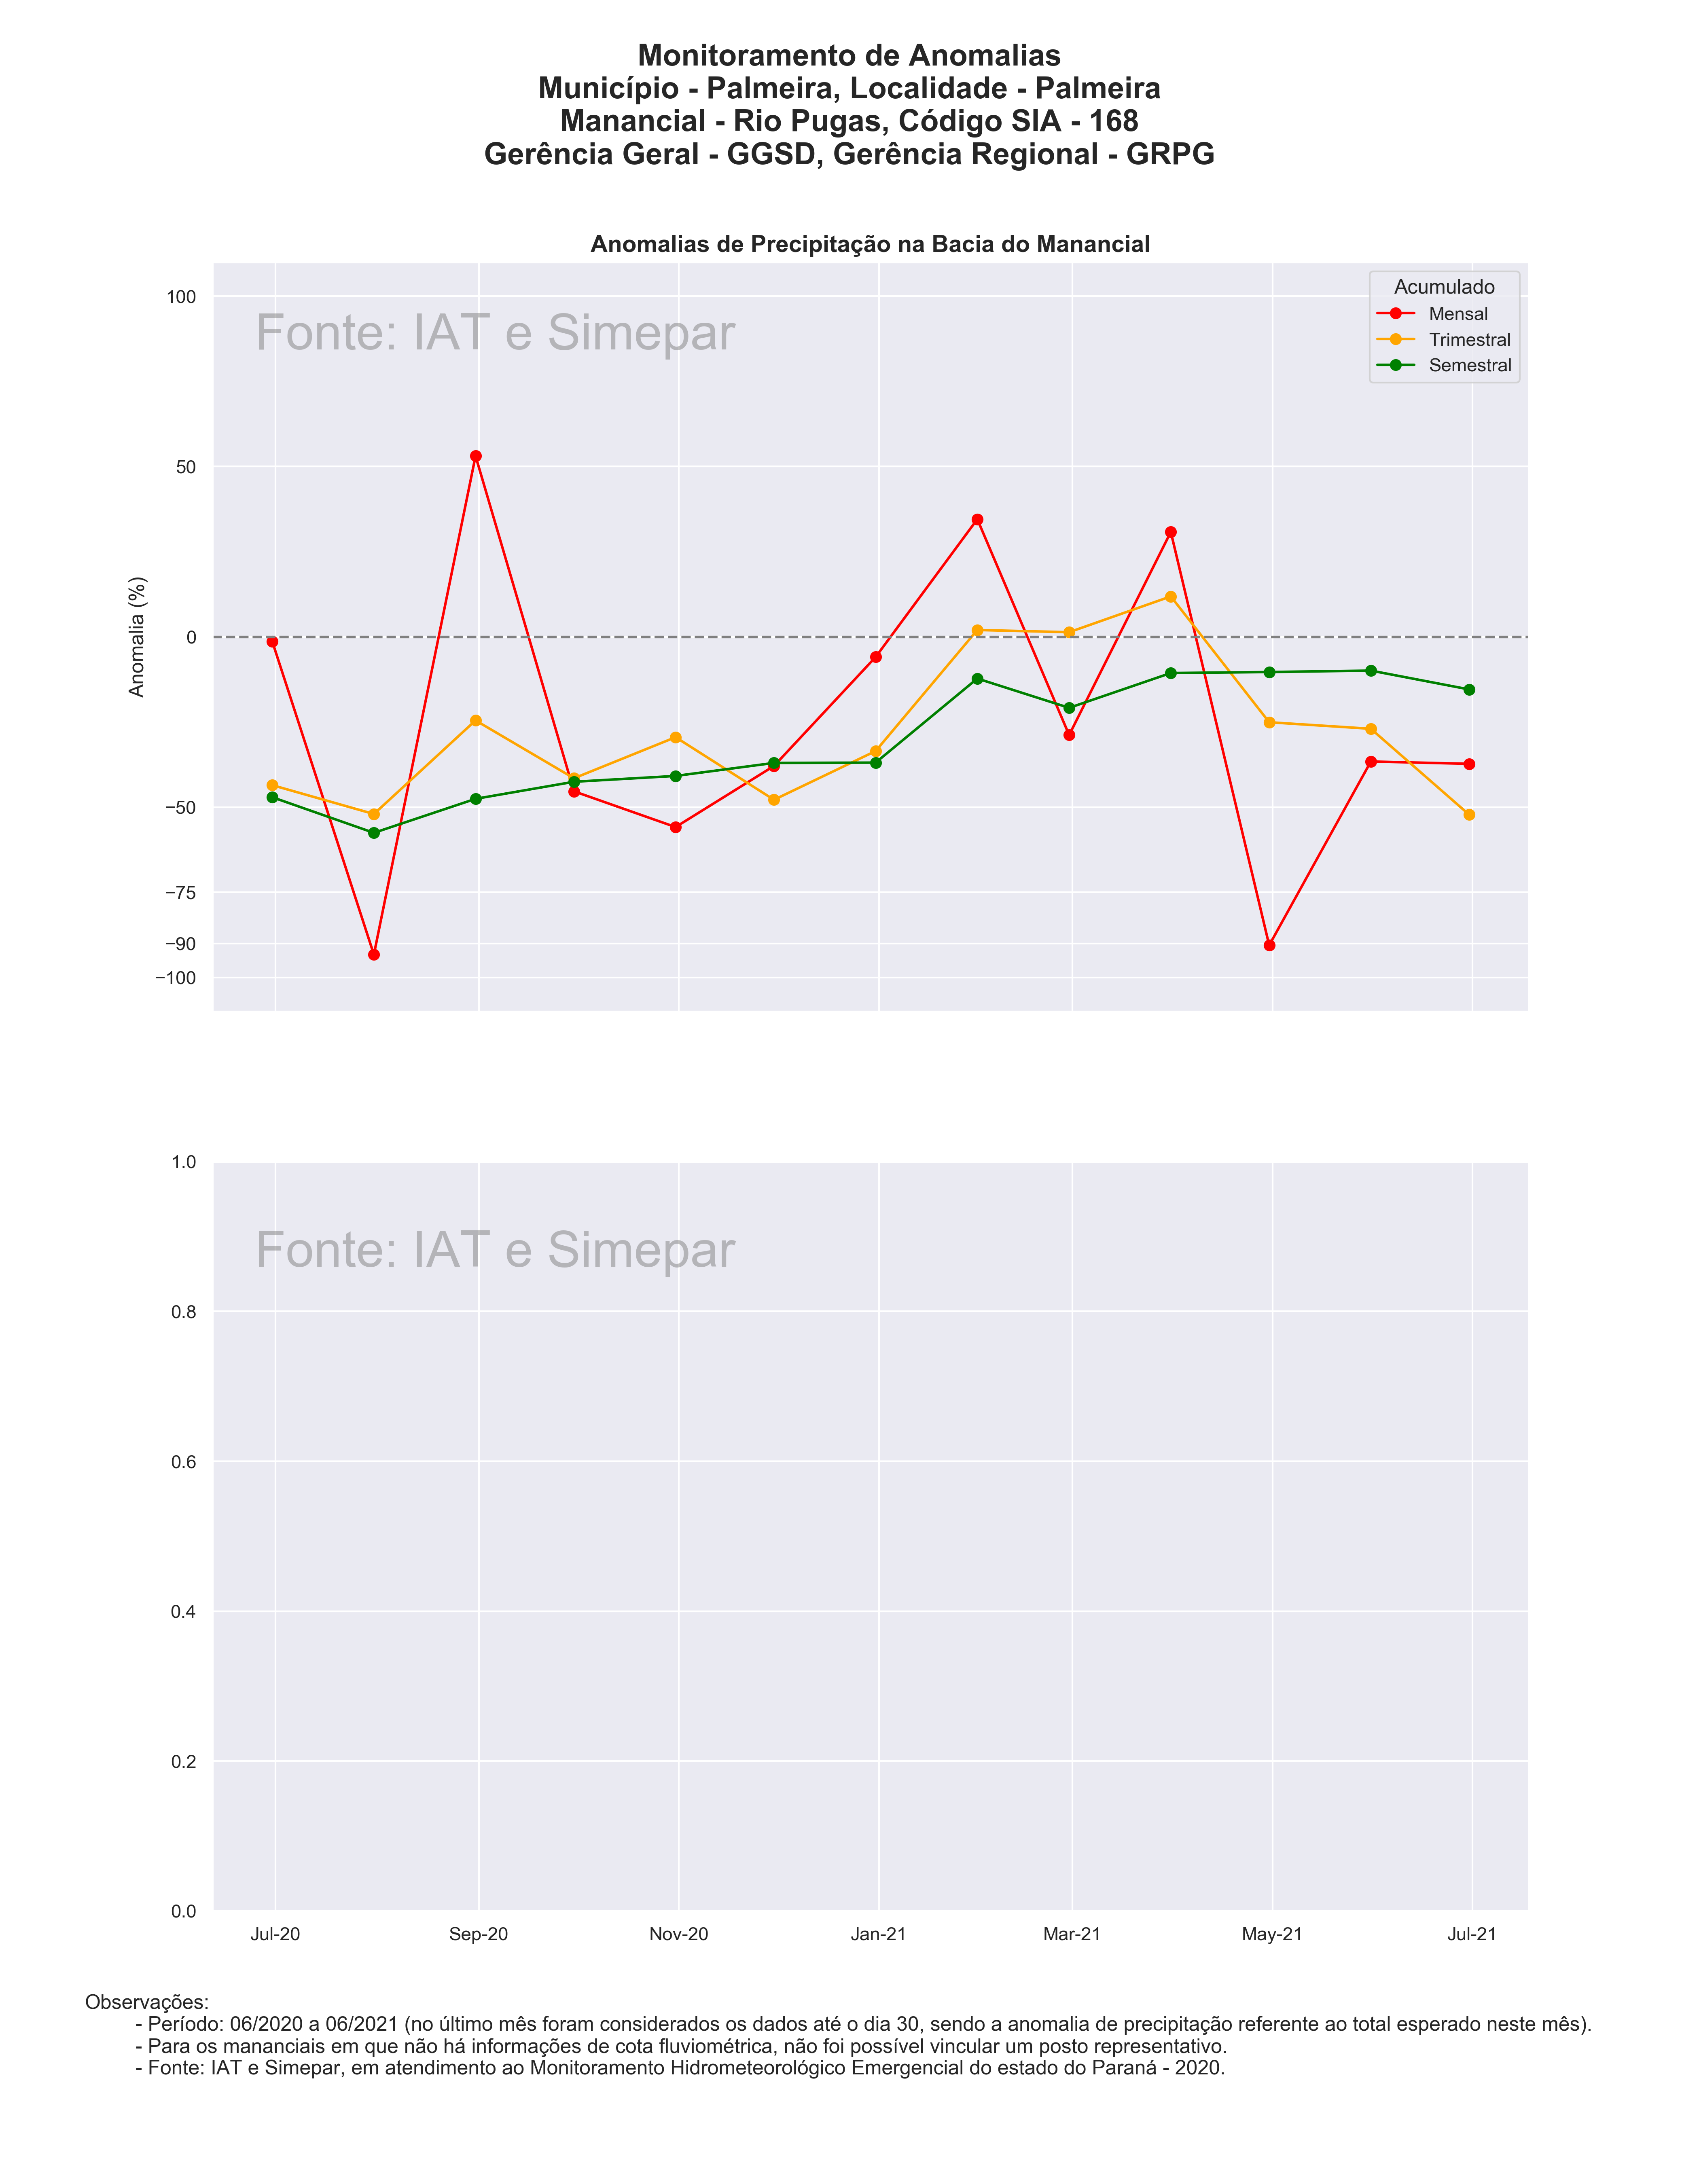 Monitoramento de Anomalias
Município - Palmeira, Localidade - Palmeira
Manancial - Rio Pugas, Código SIA - 168
Gerência Geral - GGSD, Gerência Regional - GRPG
Anomalias de Precipitação na Bacia do Manancial
Fonte: IAT e Simepar
Acumulado
Mensal
Trimestral
Semestral
Anomalia (%)
100
50
0
−50
−75
−90
−100
Fonte: IAT e Simepar
1.0
0.8
0.6
0.4
0.2
0.0
Jul-20 Sep-20 Nov-20 Jan-21 Mar-21 May-21 Jul-21
Observações:
- Período: 06/2020 a 06/2021 (no último mês foram considerados os dados até o dia 30, sendo a anomalia de precipitação referente ao total esperado neste mês).
- Para os mananciais em que não há informações de cota fluviométrica, não foi possível vincular um posto representativo.
- Fonte: IAT e Simepar, em atendimento ao Monitoramento Hidrometeorológico Emergencial do estado do Paraná - 2020.